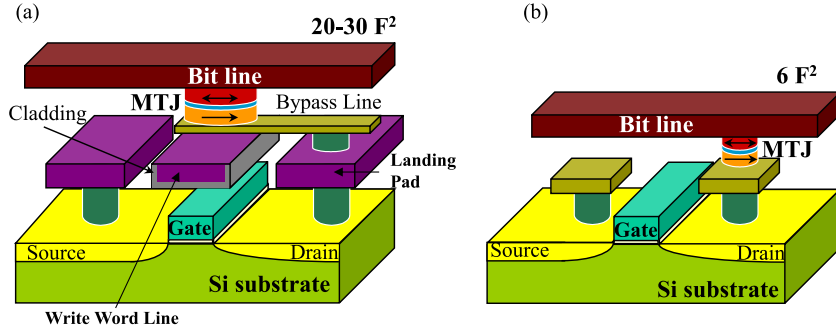 (a)
20-30 F²
Bit line
MTJ
Cladding
Bypass Line
Landing
Pad
Gate
Source
Drain
Si substrate
Write Word Line
(b)
6 F²
Bit line
MTJ
Gate
Source
Drain
Si substrate